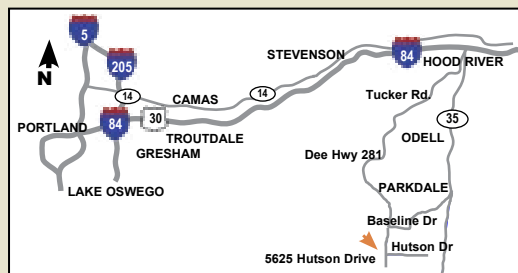 5
STEVENSON
84
HOOD RIVER
N
205
14
CAMAS
14
Tucker Rd.
35
PORTLAND
84
30
TROUTDALE
ODELL
GRESHAM
Dee Hwy 281
LAKE OSWEGO
PARKDALE
Baseline Dr
Hutson Dr
5625 Hutson Drive